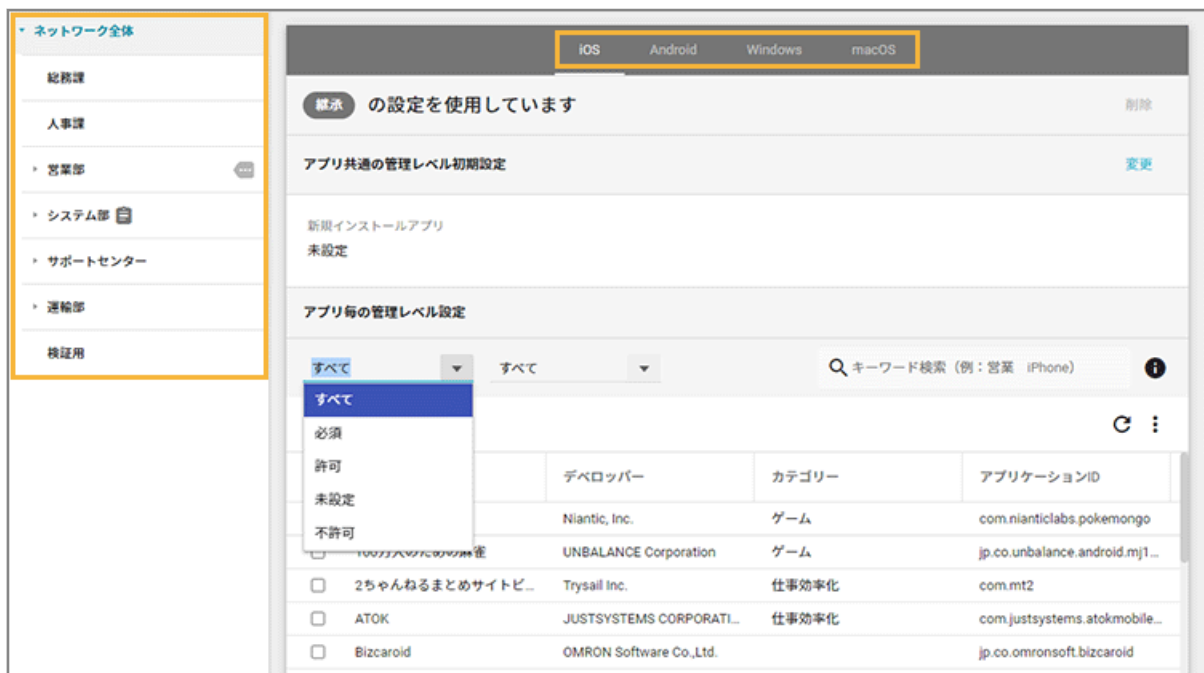 ネットワーク全体
総務課
人事課
営業部
システム部
サポートセンター
運輸部
検証用
iOS Android Windows macOS
継承 の設定を使用しています 削除
アプリ共通の管理レベル初期設定 変更
新規インストールアプリ
未設定
アプリ毎の管理レベル設定
すべて すべて キーワード検索（例：営業 iPhone）
すべて
必須
許可
未設定
不許可
デベロッパー カテゴリー アプリケーションID
Niantic, Inc. ゲーム com.nianticlabs.pokemongo
100万人のための麻雀 UNBALANCE Corporation ゲーム jp.co.unbalance.android.mj1...
2ちゃんねるまとめサイトビ... Trysail Inc. 仕事効率化 com.mt2
ATOK JUSTSYSTEMS CORPORATI... 仕事効率化 com.justsystems.atokmobile...
Bizcaroid OMRON Software Co.,Ltd. jp.co.omronsoft.bizcaroid